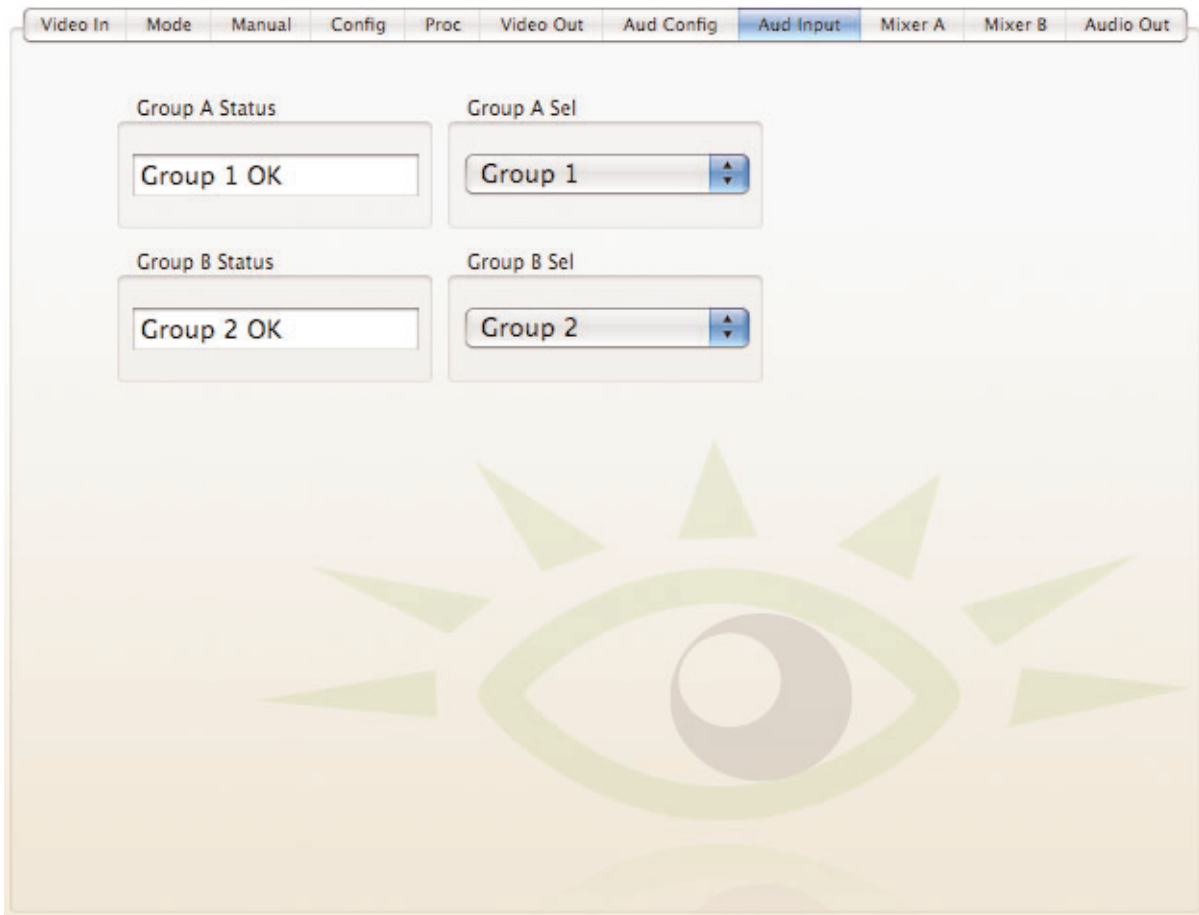 Video In Mode Manual Config Proc Video Out Aud Config Aud Input Mixer A Mixer B Audio Out
Group A Status Group A Sel
Group 1 OK Group 1
Group B Status Group B Sel
Group 2 OK Group 2